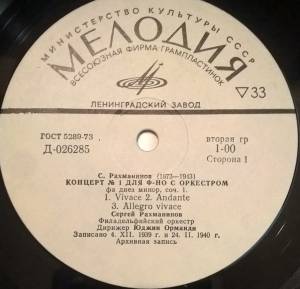 МИНИСТЕРСТВО КУЛЬТУРЫ СССР
МЕЛОДИЯ
ВСЕСОЮЗНАЯ ФИРМА ГРАМПЛАСТИНОК
ЛЕНИНГРАДСКИЙ ЗАВОД
33
ГОСТ 5289-73
Д-026285
вторая гр
1-00
Сторона 1
С. Рахманинов (1873—1943)
КОНЦЕРТ № 1 ДЛЯ Ф-НО С ОРКЕСТРОМ
фа диез минор, соч. 1.
1. Vivace 2. Andante
3. Allegro vivace
Сергей Рахманинов
Филадельфийский оркестр
Дирижер Юджин Орманди
Записано 4. XII. 1939 г. и 24. II. 1940 г.
Архивная запись